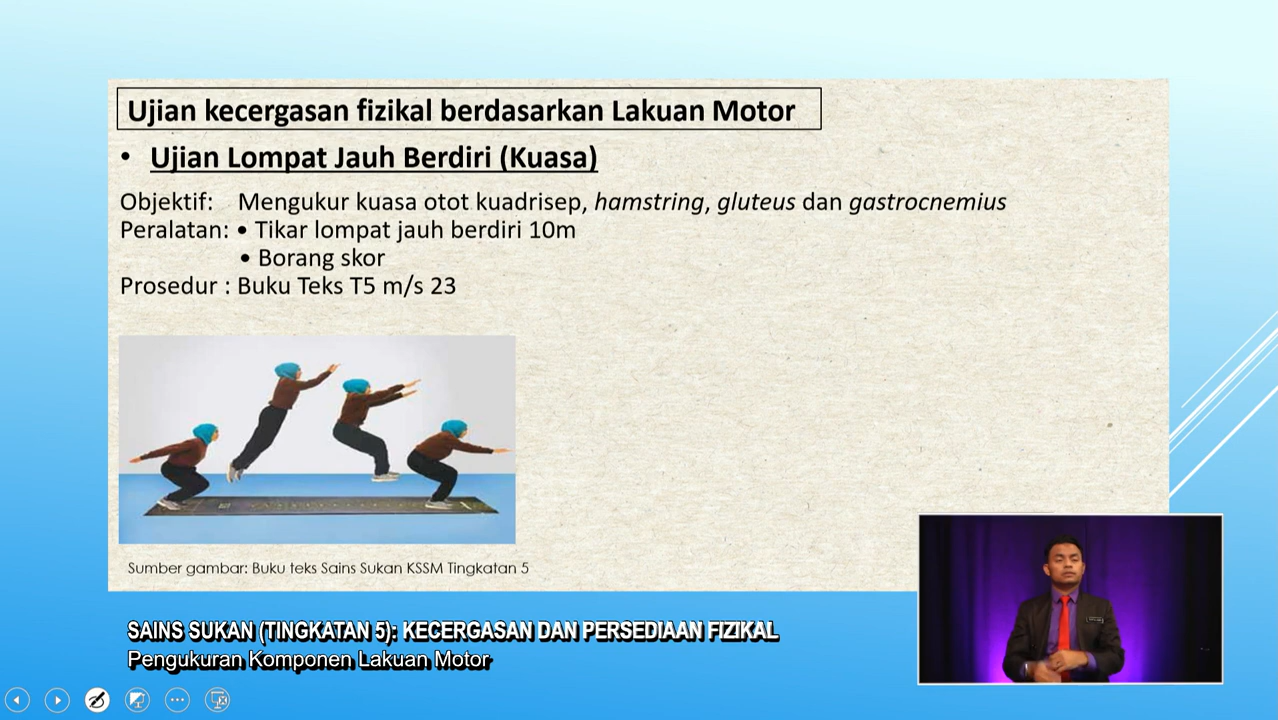 Ujian kecergasan fizikal berdasarkan Lakuan Motor
• Ujian Lompat Jauh Berdiri (Kuasa)
Objektif: Mengukur kuasa otot kuadrisep, hamstring, gluteus dan gastrocnemius
Peralatan: • Tikar lompat jauh berdiri 10m
• Borang skor
Prosedur : Buku Teks T5 m/s 23
Sumber gambar: Buku teks Sains Sukan KSSM Tingkatan 5
SAINS SUKAN (TINGKATAN 5): KECERGASAN DAN PERSEDIAAN FIZIKAL
Pengukuran Komponen Lakuan Motor